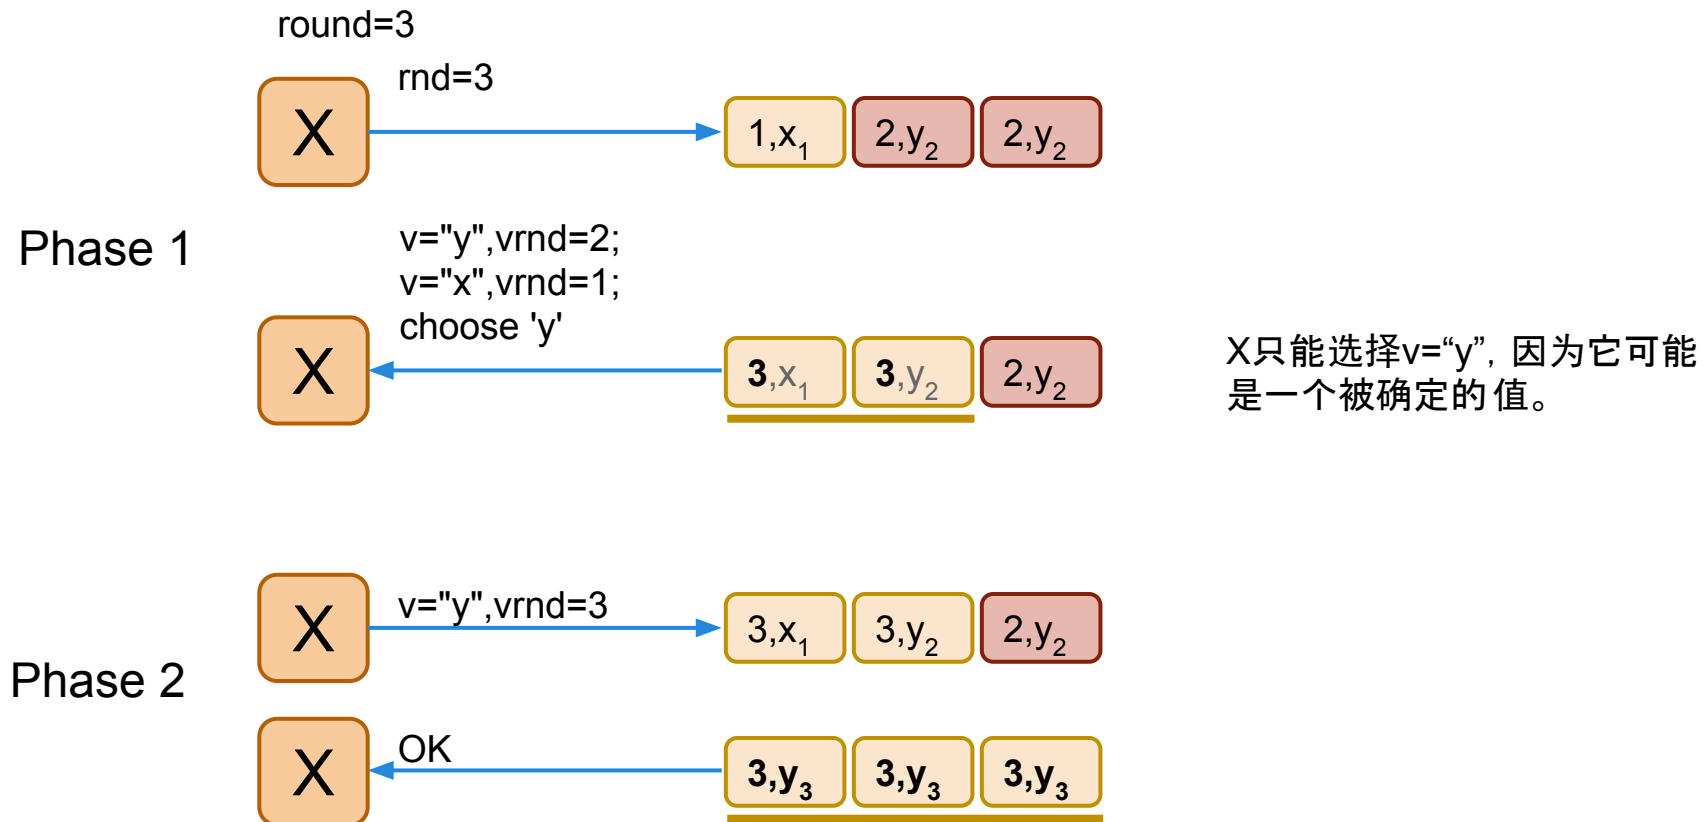 round=3
rnd=3
X
1,x₁ 2,y₂ 2,y₂
Phase 1
v="y",vrnd=2;
v="x",vrnd=1;
choose 'y'
X
3,x₁ 3,y₂ 2,y₂
X只能选择v=“y”, 因为它可能
是一个被确定的值。
X
v="y",vrnd=3
3,x₁ 3,y₂ 2,y₂
Phase 2
X
OK
3,y₃ 3,y₃ 3,y₃